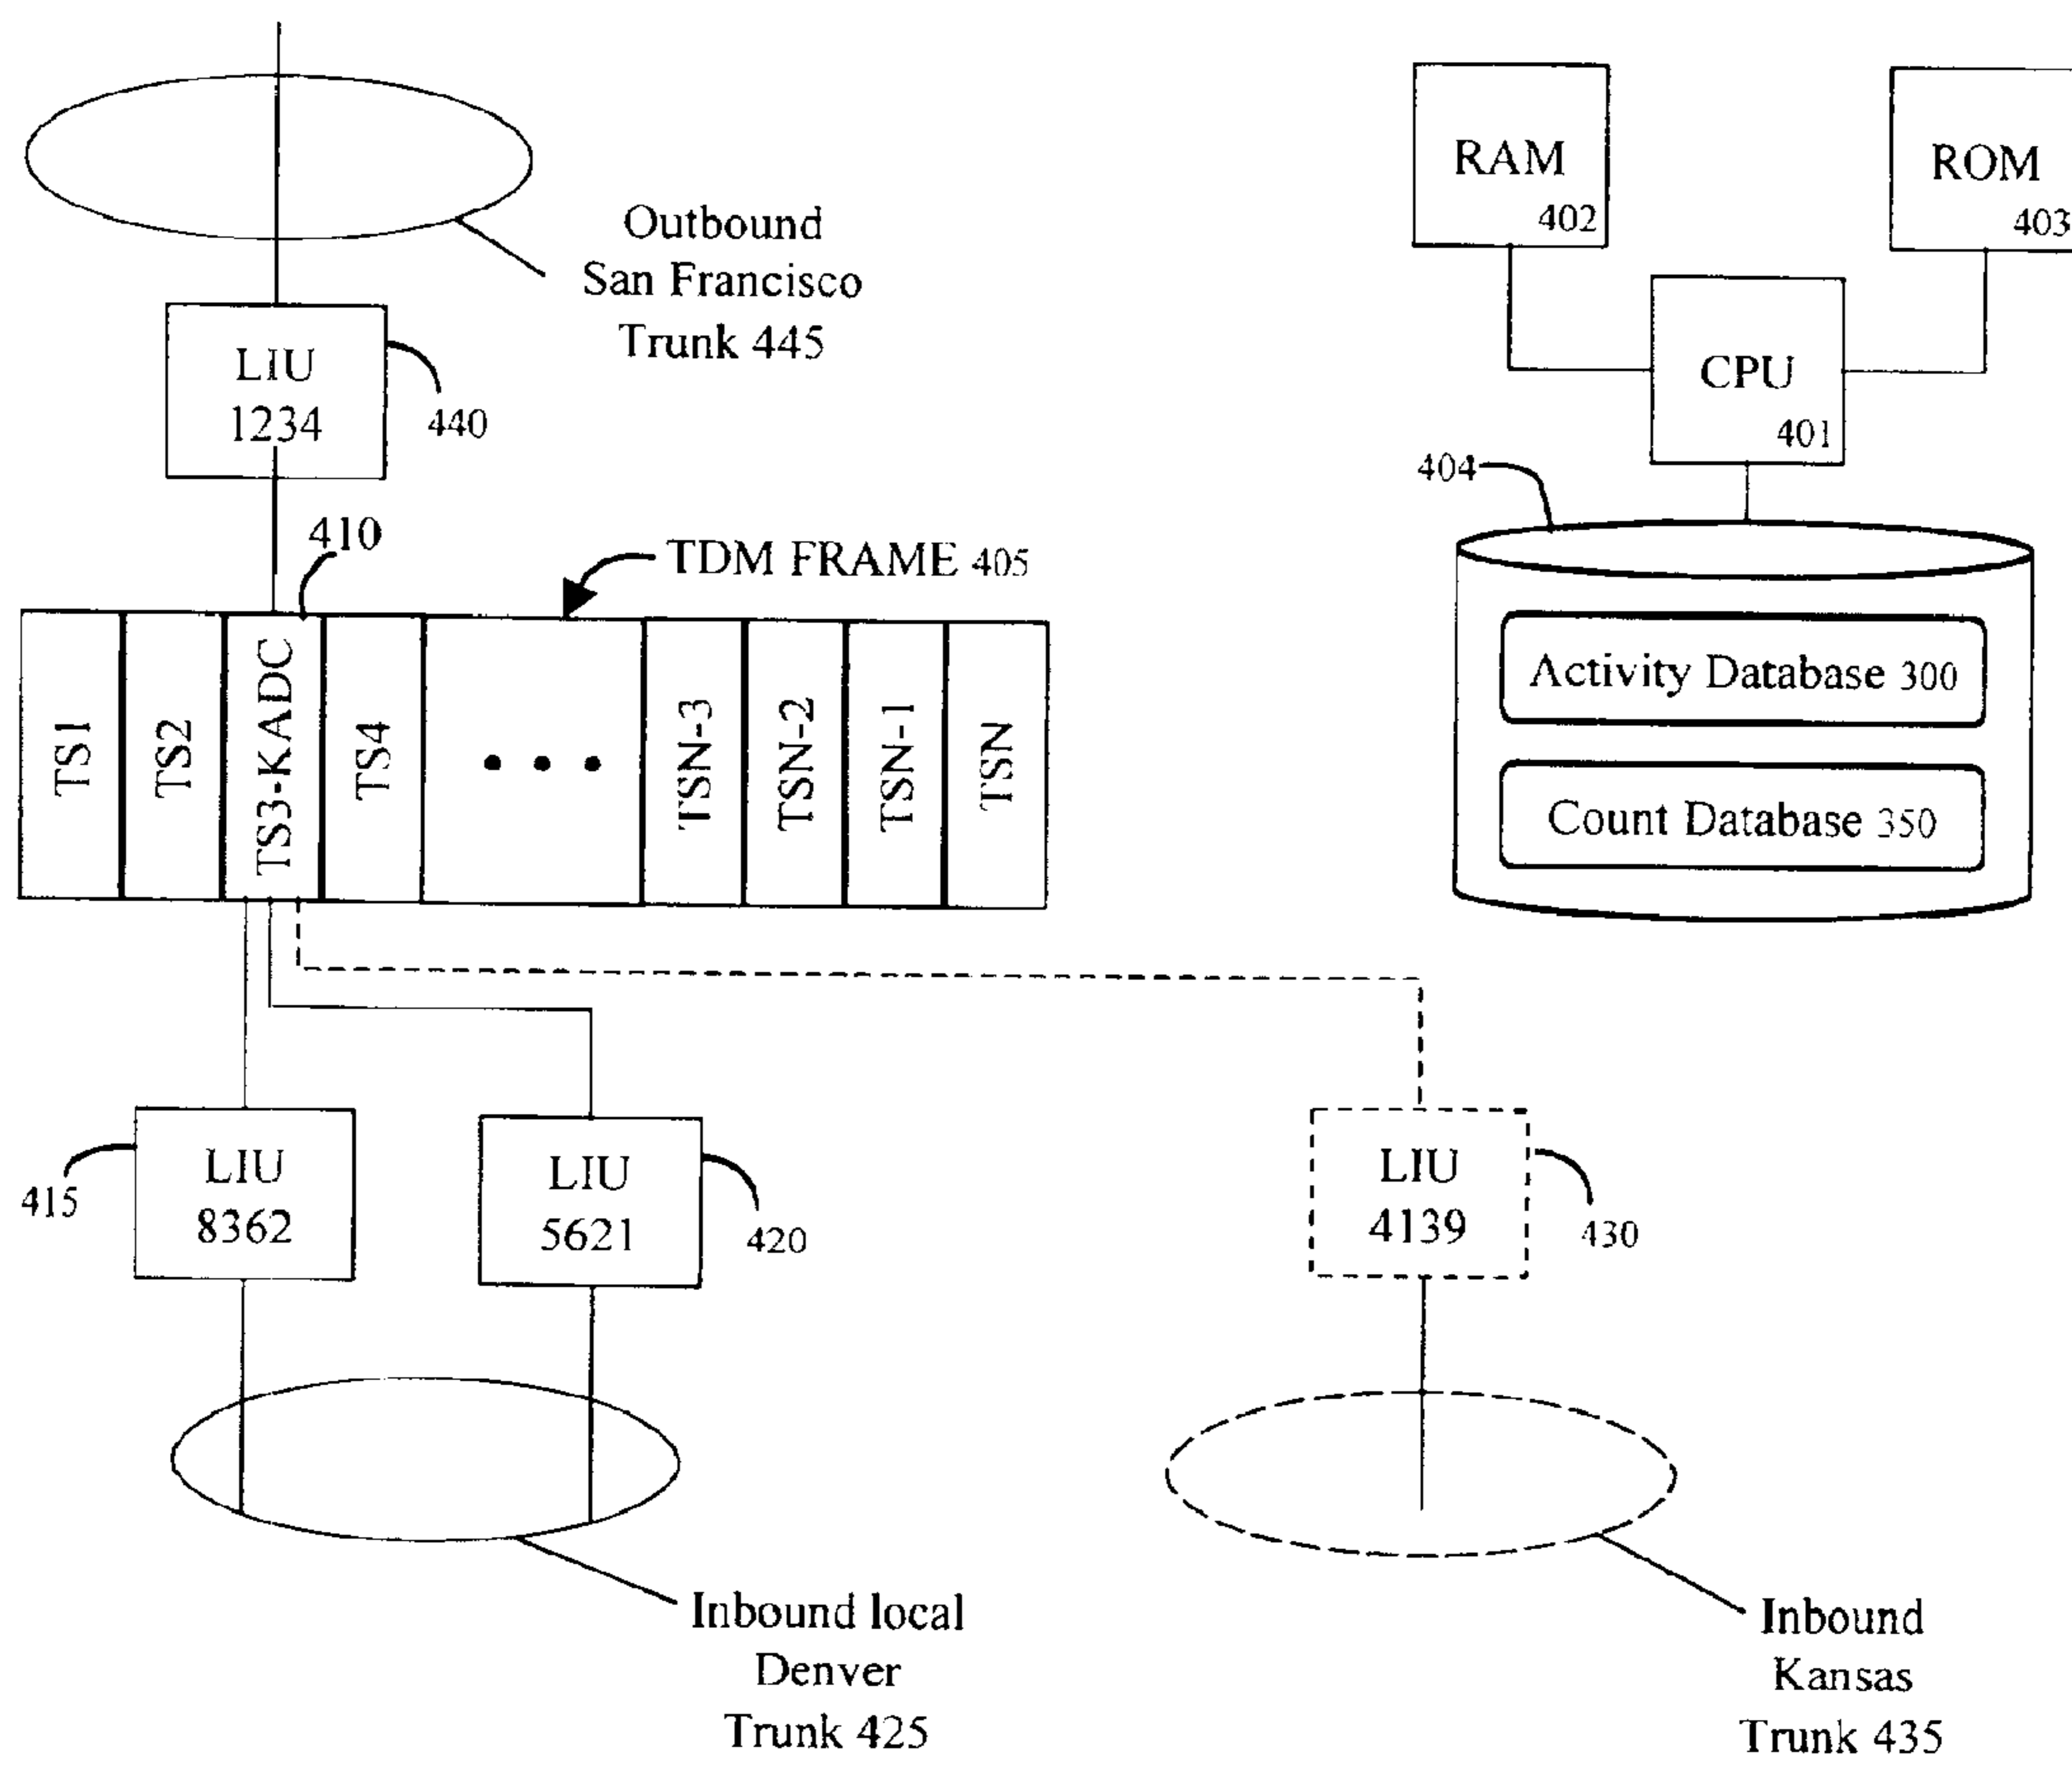 Outbound
San Francisco
Trunk 445
LIU
1234
440
410
TDM FRAME 405
TS1
TS2
TS3-KADC
TS4
TSN-3
TSN-2
TSN-1
TSN
RAM
402
ROM
403
CPU
401
404
Activity Database 300
Count Database 350
LIU
8362
415
LIU
5621
420
LIU
4139
430
Inbound local
Denver
Trunk 425
Inbound
Kansas
Trunk 435